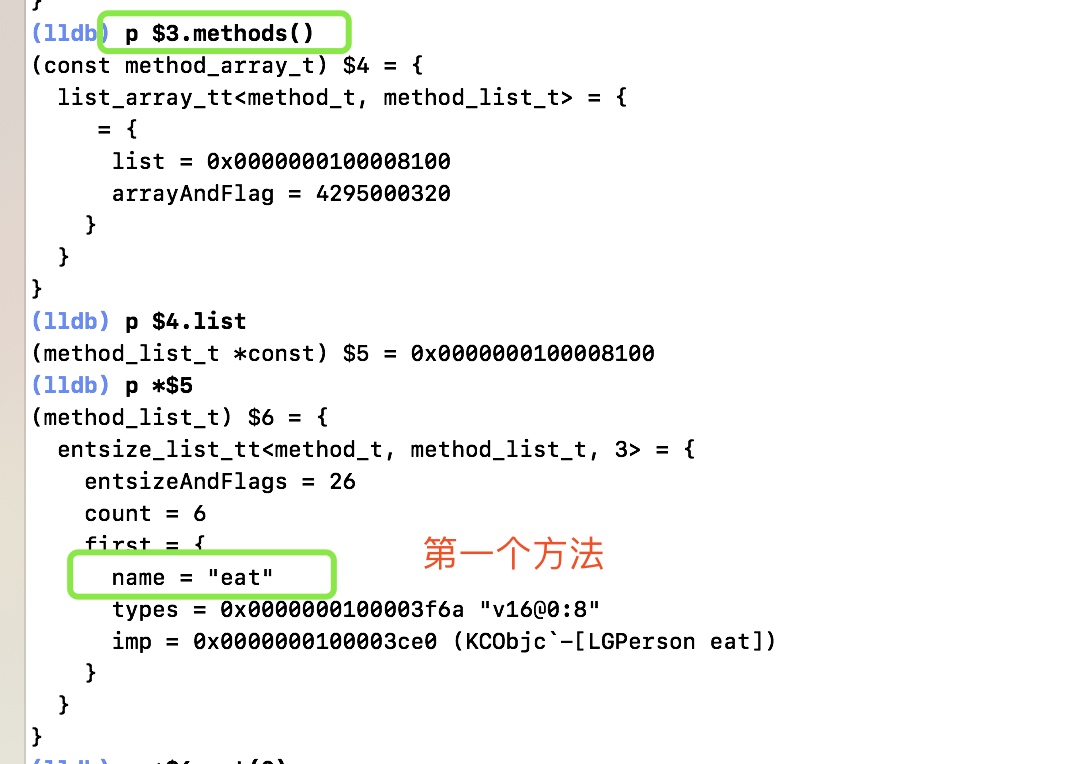 }
(lldb) p $3.methods()
(const method_array_t) $4 = {
  list_array_tt<method_t, method_list_t> = {
     = {
      list = 0x0000000100008100
      arrayAndFlag = 4295000320
    }
  }
}
(lldb) p $4.list
(method_list_t *const) $5 = 0x0000000100008100
(lldb) p *$5
(method_list_t) $6 = {
  entsize_list_tt<method_t, method_list_t, 3> = {
    entsizeAndFlags = 26
    count = 6
    first = {
      name = "eat"
第一个方法
      types = 0x0000000100003f6a "v16@0:8"
      imp = 0x0000000100003ce0 (KCObjc`-[LGPerson eat])
    }
  }
}